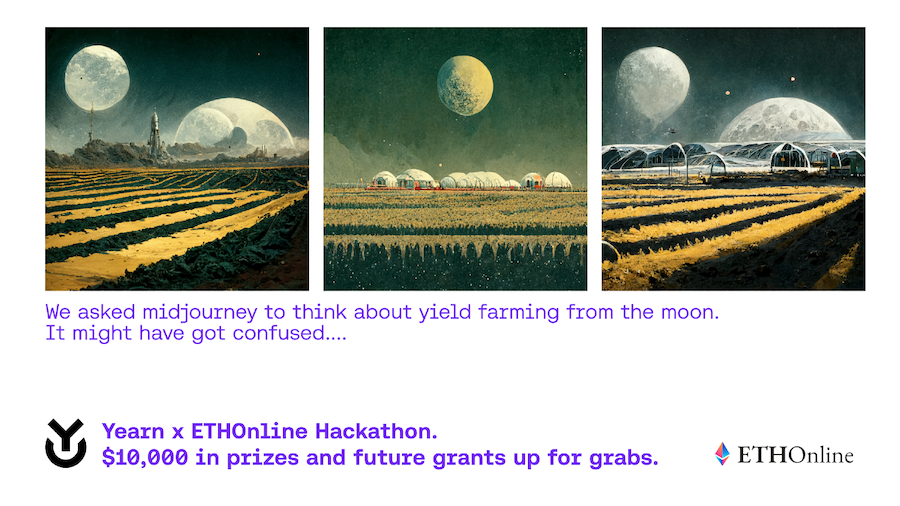 We asked midjourney to think about yield farming from the moon.
It might have got confused....
Yearn x ETHOnline Hackathon.
$10,000 in prizes and future grants up for grabs.
ETHOnline